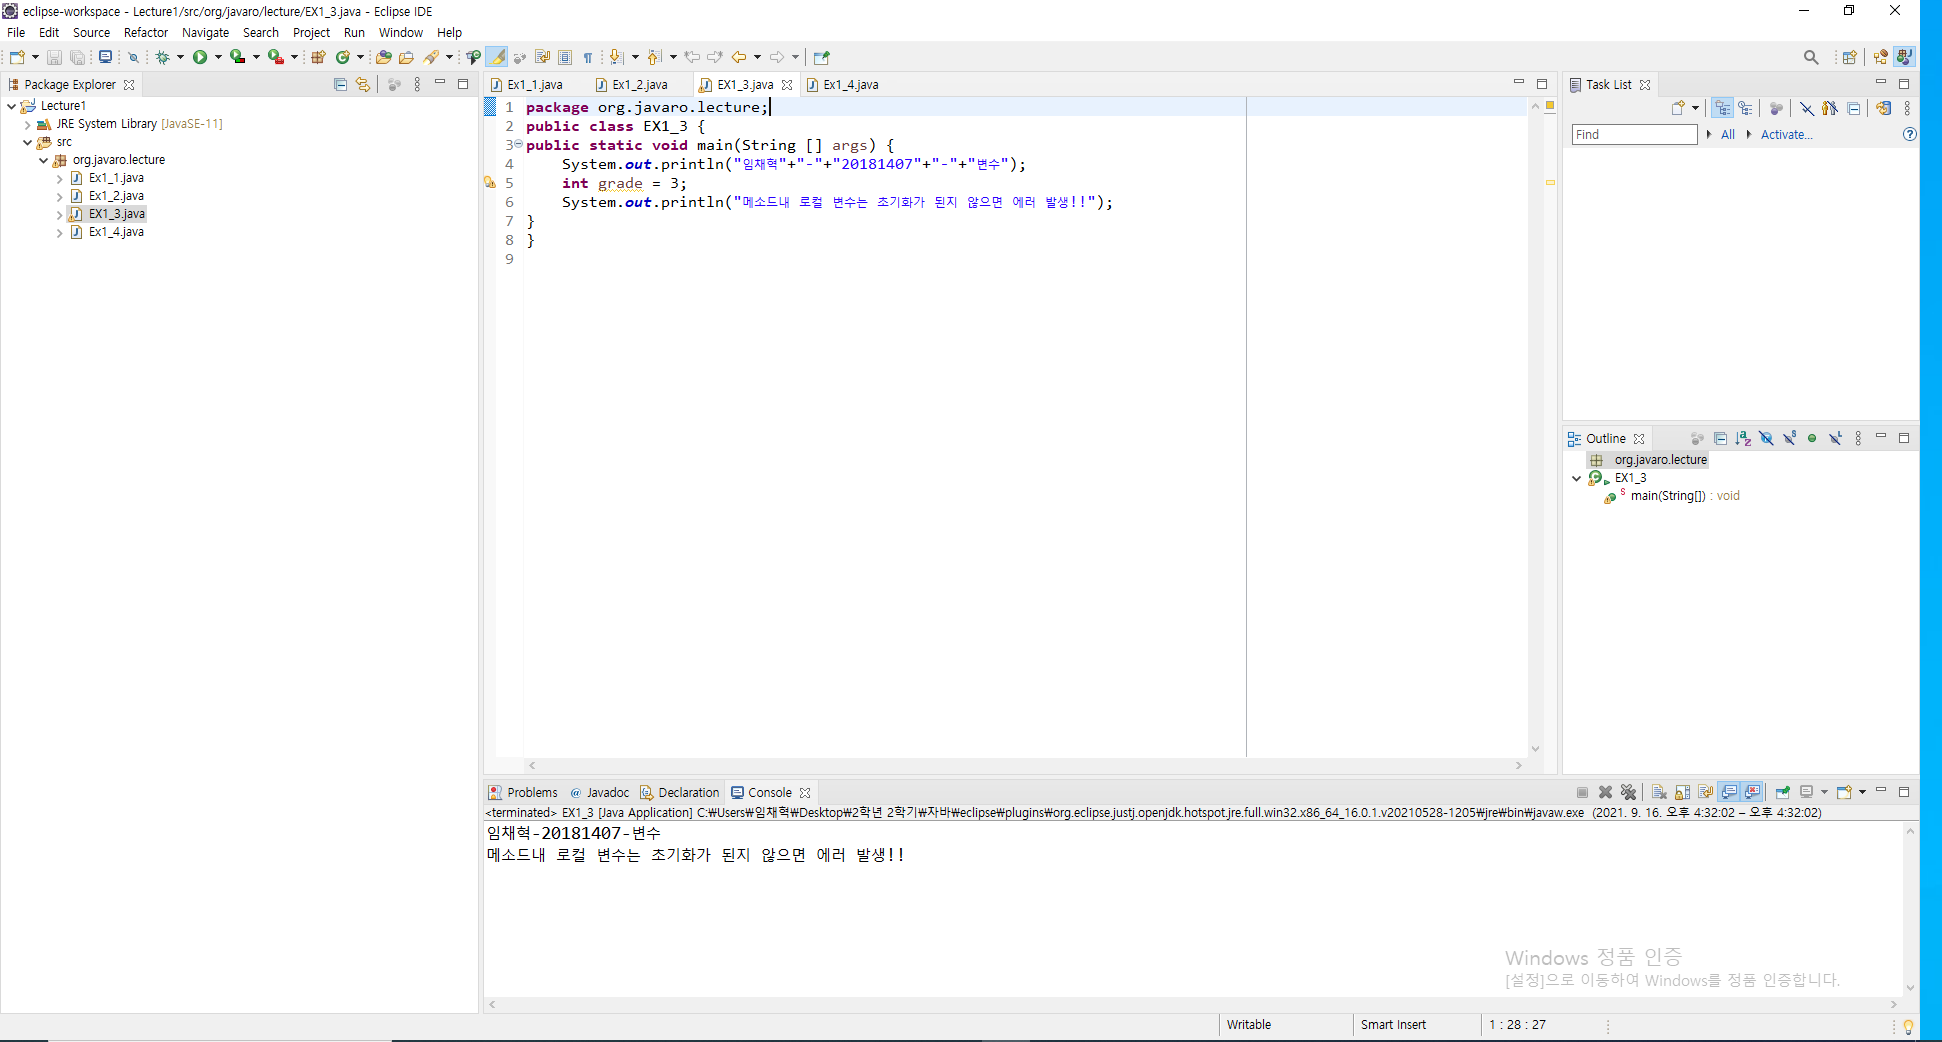 eclipse-workspace - Lecture1/src/org/javaro/lecture/EX1_3.java - Eclipse IDE
File Edit Source Refactor Navigate Search Project Run Window Help
Package Explorer
Lecture1
JRE System Library [JavaSE-11]
src
org.javaro.lecture
Ex1_1.java
Ex1_2.java
EX1_3.java
Ex1_4.java
Ex1_1.java Ex1_2.java EX1_3.java Ex1_4.java
1 package org.javaro.lecture;
2 public class EX1_3 {
3 public static void main(String [] args) {
4 System.out.println("임채혁"+"-"+"20181407"+"-"+"변수");
5 int grade = 3;
6 System.out.println("메소드내 로컬 변수는 초기화가 된지 않으면 에러 발생!!");
7 }
8 }
9
Task List
Find All Activate...
Outline
org.javaro.lecture
EX1_3
main(String[]) : void
Problems Javadoc Declaration Console
<terminated> EX1_3 [Java Application] C:₩Users₩임채혁₩Desktop₩2학년 2학기₩자바₩eclipse₩plugins₩org.eclipse.justj.openjdk.hotspot.jre.full.win32.x86_64_16.0.1.v20210528-1205₩jre₩bin₩javaw.exe (2021. 9. 16. 오후 4:32:02 – 오후 4:32:02)
임채혁-20181407-변수
메소드내 로컬 변수는 초기화가 된지 않으면 에러 발생!!
Windows 정품 인증
[설정]으로 이동하여 Windows를 정품 인증합니다.
Writable Smart Insert 1 : 28 : 27